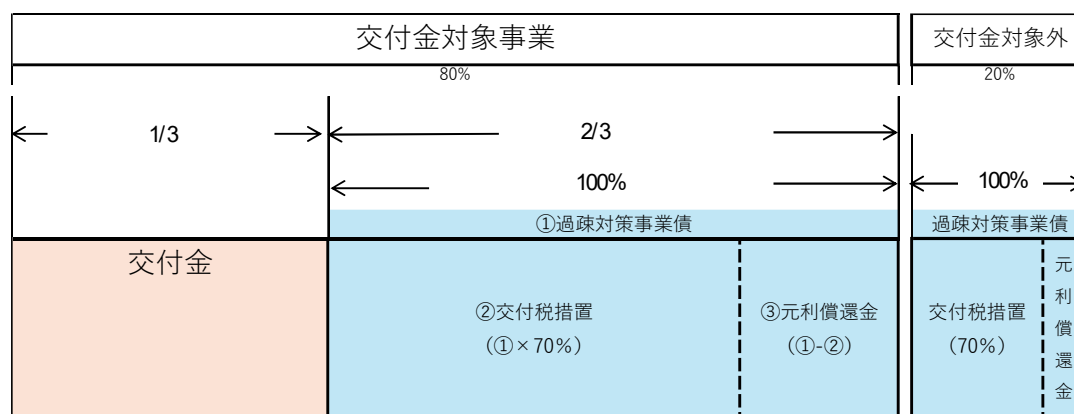 交付金対象事業
交付金対象外
80%
20%
1/3
2/3
100%
100%
①過疎対策事業債
過疎対策事業債
交付金
②交付税措置
(①×70%)
③元利償還金
(①-②)
交付税措置
(70%)
元利償還金